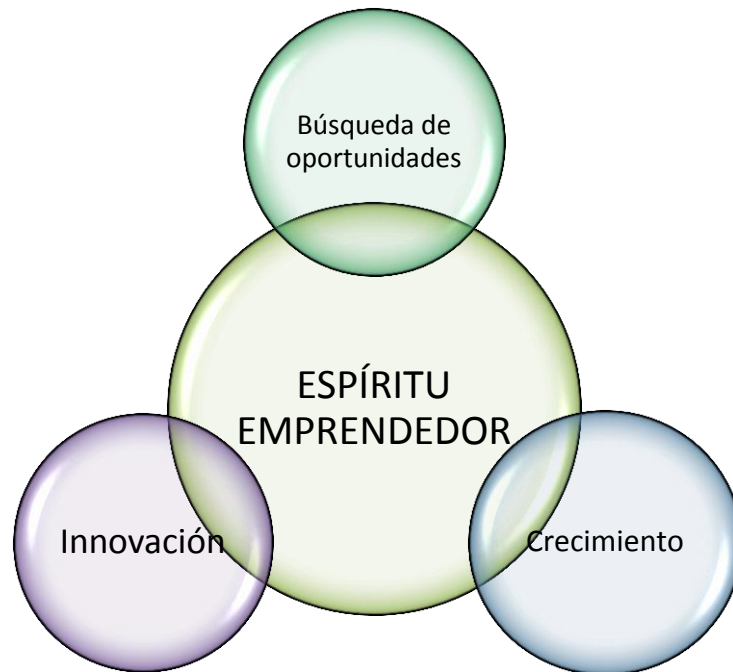 Búsqueda de
oportunidades
ESPÍRITU
EMPRENDEDOR
Innovación
Crecimiento